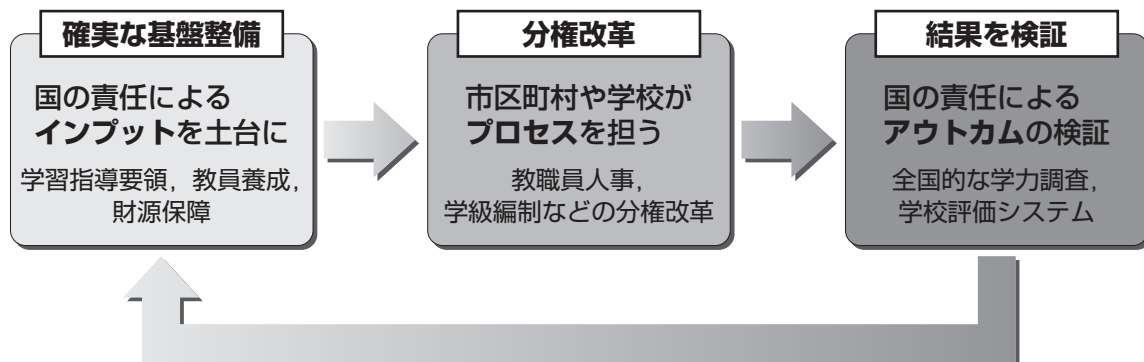 確実な基盤整備
国の責任による
インプットを土台に
学習指導要領，教員養成，
財源保障
分権改革
市区町村や学校が
プロセスを担う
教職員人事，
学級編制などの分権改革
結果を検証
国の責任による
アウトカムの検証
全国的な学力調査，
学校評価システム